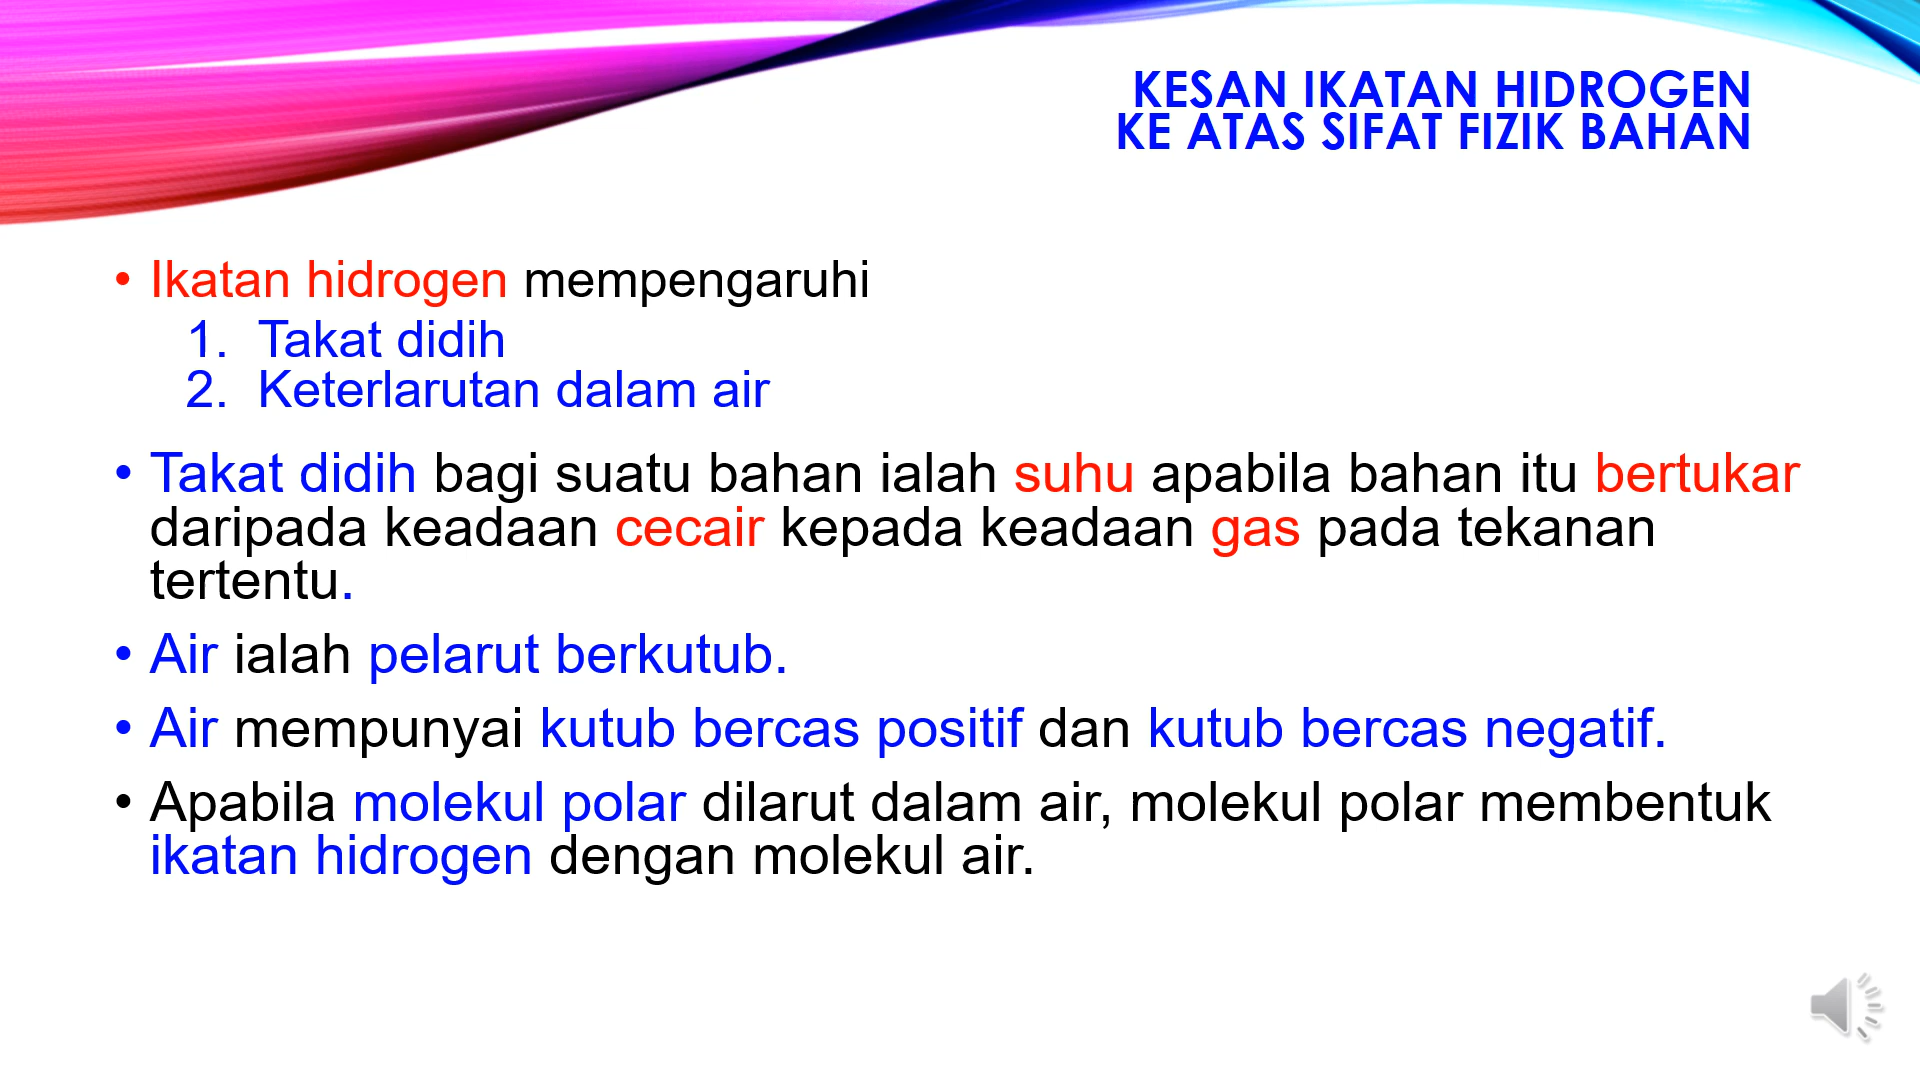 KESAN IKATAN HIDROGEN
KE ATAS SIFAT FIZIK BAHAN
• Ikatan hidrogen mempengaruhi
1. Takat didih
2. Keterlarutan dalam air
• Takat didih bagi suatu bahan ialah suhu apabila bahan itu bertukar
daripada keadaan cecair kepada keadaan gas pada tekanan
tertentu.
• Air ialah pelarut berkutub.
• Air mempunyai kutub bercas positif dan kutub bercas negatif.
• Apabila molekul polar dilarut dalam air, molekul polar membentuk
ikatan hidrogen dengan molekul air.